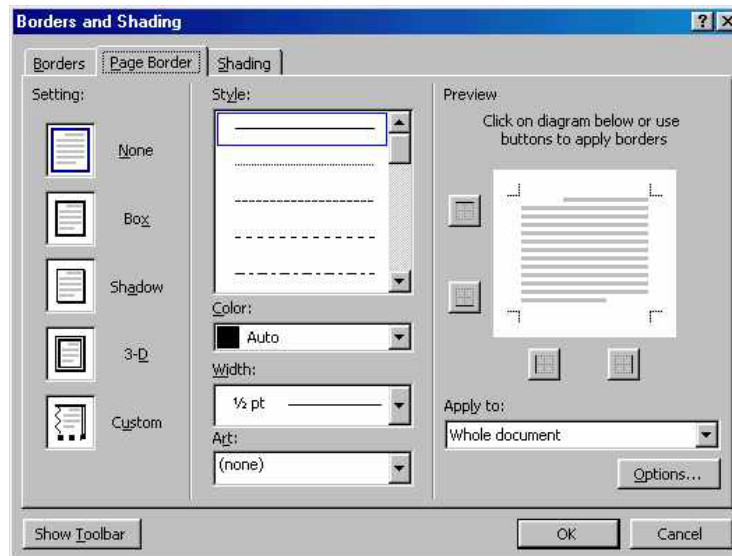 Borders and Shading
Borders
Page Border
Shading
Setting:
None
Box
Shadow
3-D
Custom
Style:
Color:
Auto
Width:
½ pt
Art:
(none)
Preview
Click on diagram below or use
buttons to apply borders
Apply to:
Whole document
Options...
Show Toolbar
OK
Cancel